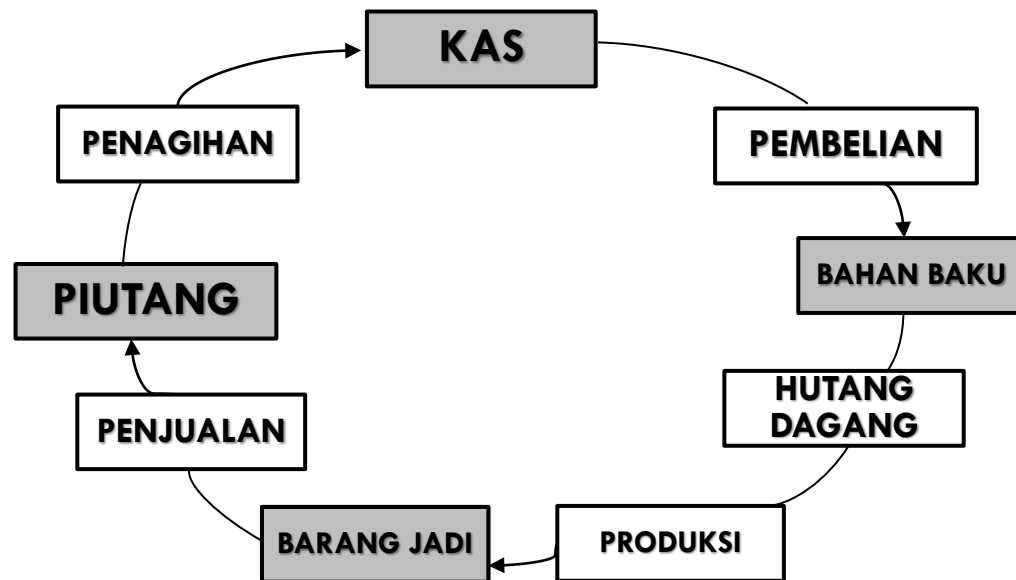 KAS
PENAGIHAN
PEMBELIAN
BAHAN BAKU
PIUTANG
HUTANG
DAGANG
PENJUALAN
BARANG JADI
PRODUKSI